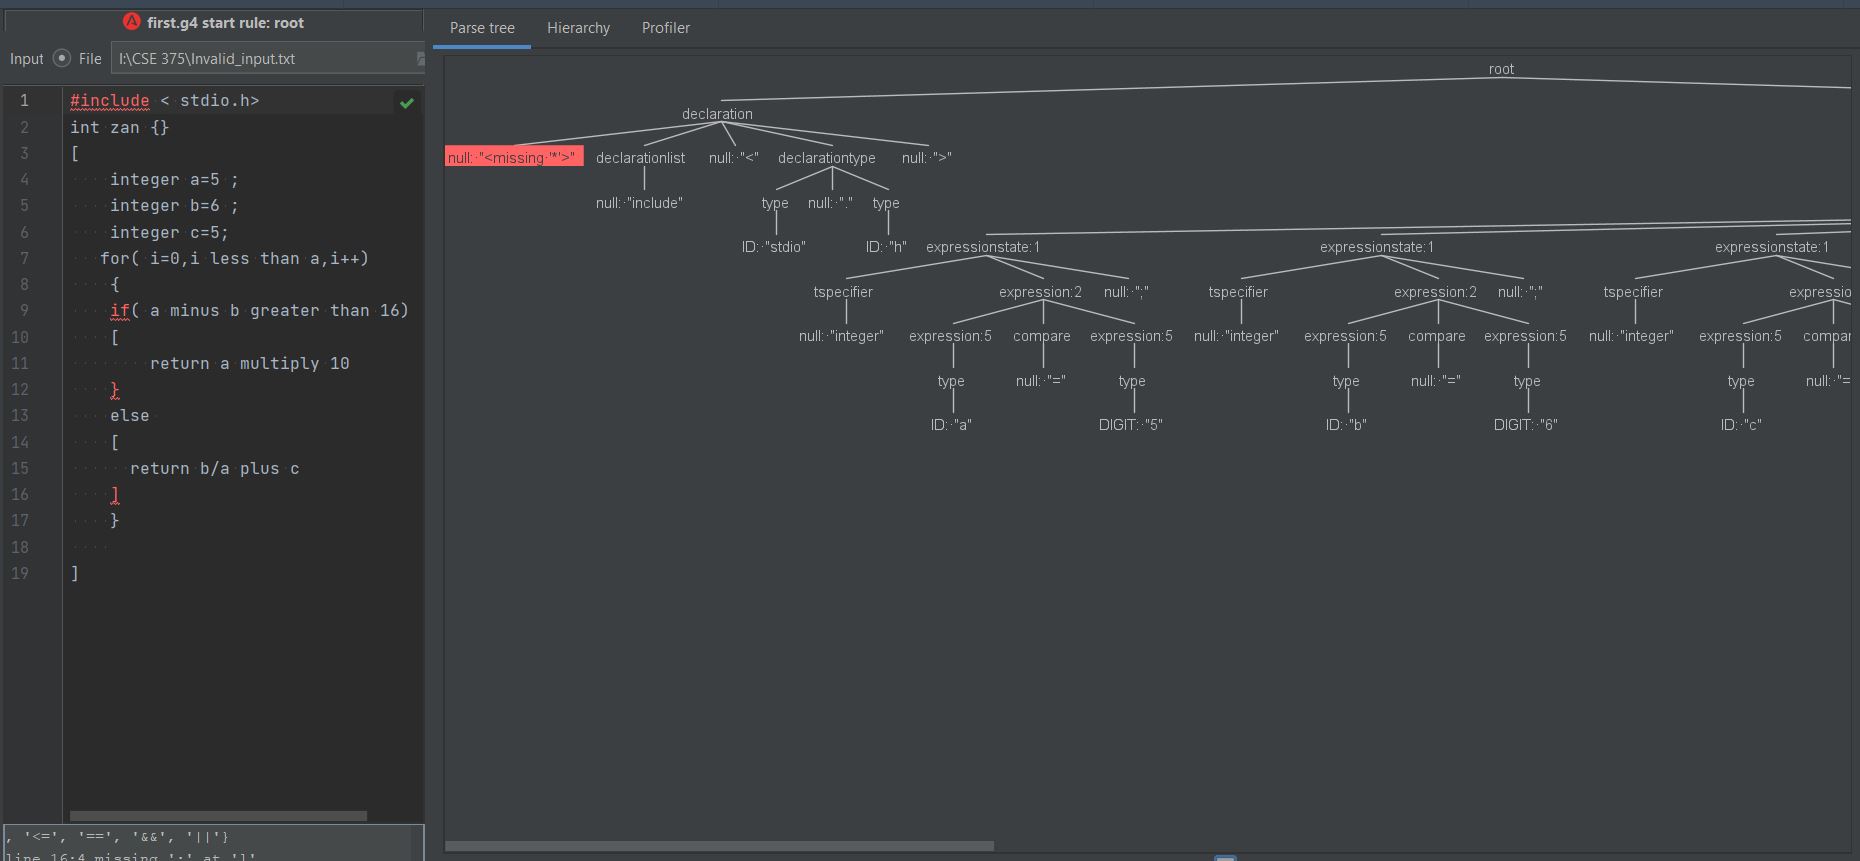 first.g4 start rule: root
Input File I:\CSE 375\Invalid_input.txt
1 #include < stdio.h>
2 int zan {}
3 [
4 integer a=5 ;
5 integer b=6 ;
6 integer c=5;
7 for( i=0,i less than a,i++)
8 {
9 if( a minus b greater than 16)
10 [
11 return a multiply 10
12 }
13 else
14 [
15 return b/a plus c
16 ]
17 }
18
19 ]
, '<=', '==', '&&', '||'}
line 16:4 missing ';' at ']'
Parse tree Hierarchy Profiler
root
declaration
null: "<missing '*'>" declarationlist null: "<" declarationtype null: ">"
null: "include" type null: "." type
ID: "stdio" ID: "h" expressionstate:1 expressionstate:1 expressionstate:1
tspecifier expression:2 null: ";" tspecifier expression:2 null: ";" tspecifier expressio
null: "integer" expression:5 compare expression:5 null: "integer" expression:5 compare expression:5 null: "integer" expression:5 compar
type null: "=" type type null: "=" type type null: "=
ID: "a" DIGIT: "5" ID: "b" DIGIT: "6" ID: "c"